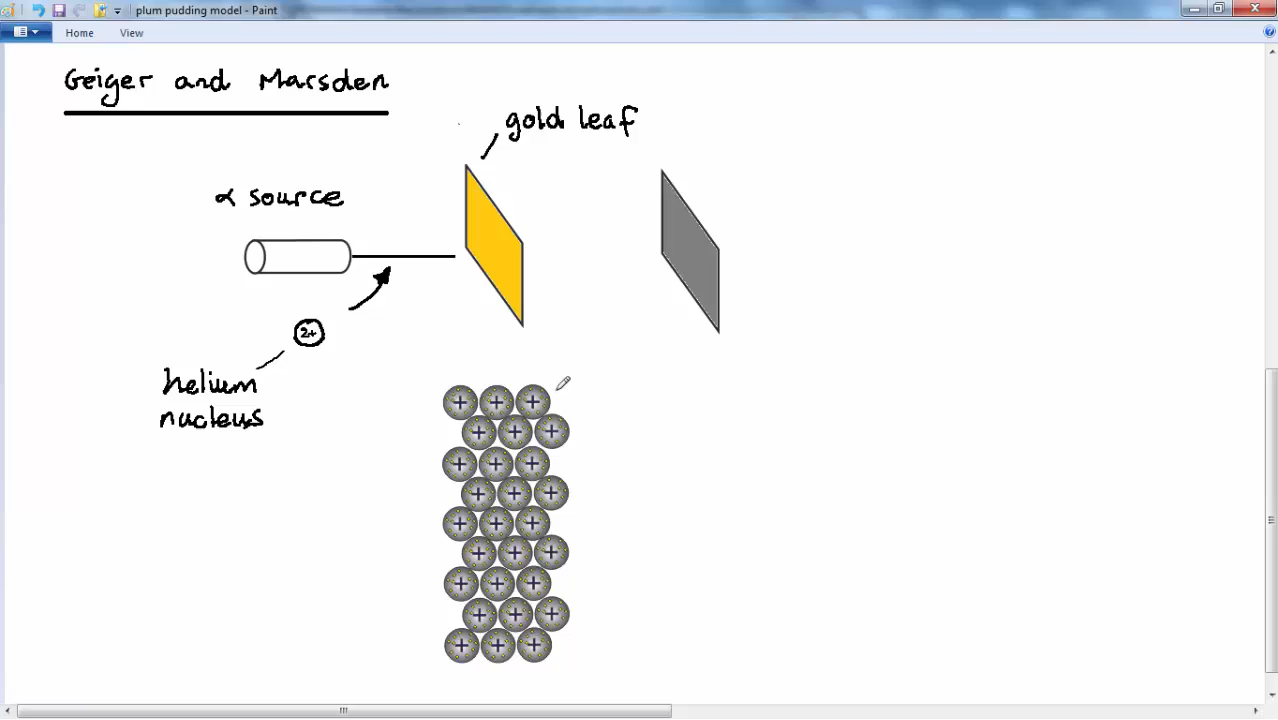 plum pudding model - Paint
Home View
Geiger and Marsden
gold leaf
α source
2+
helium
nucleus
+ + +
+ + +
+ + +
+ + +
+ + +
+ + +
+ + +
+ + +
+ + +